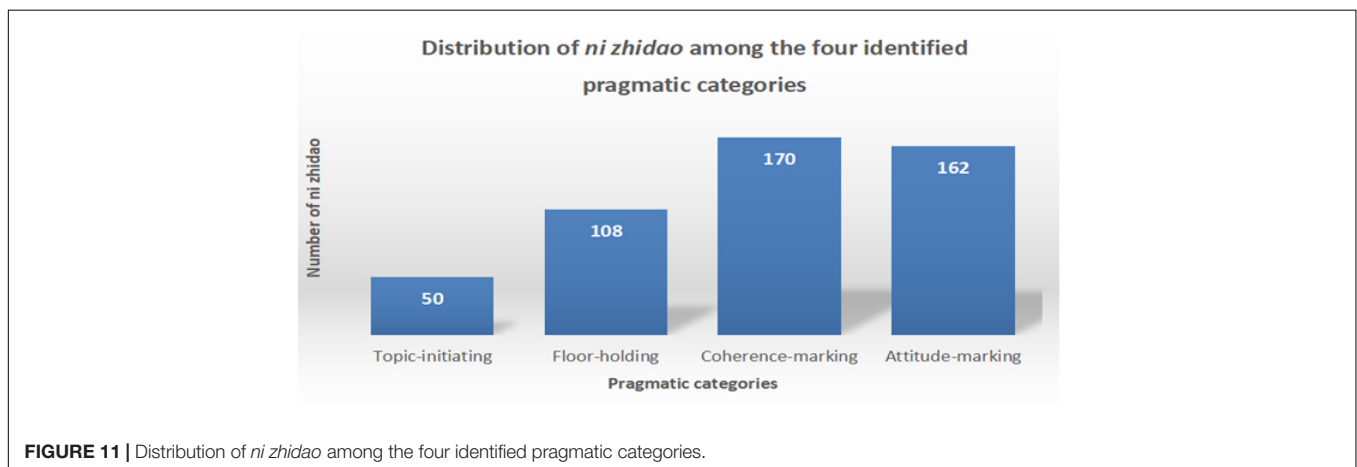 Distribution of ni zhidao among the four identified
pragmatic categories
Number of ni zhidao
50
108
170
162
Topic-initiating
Floor-holding
Coherence-marking
Attitude-marking
Pragmatic categories
FIGURE 11 | Distribution of ni zhidao among the four identified pragmatic categories.